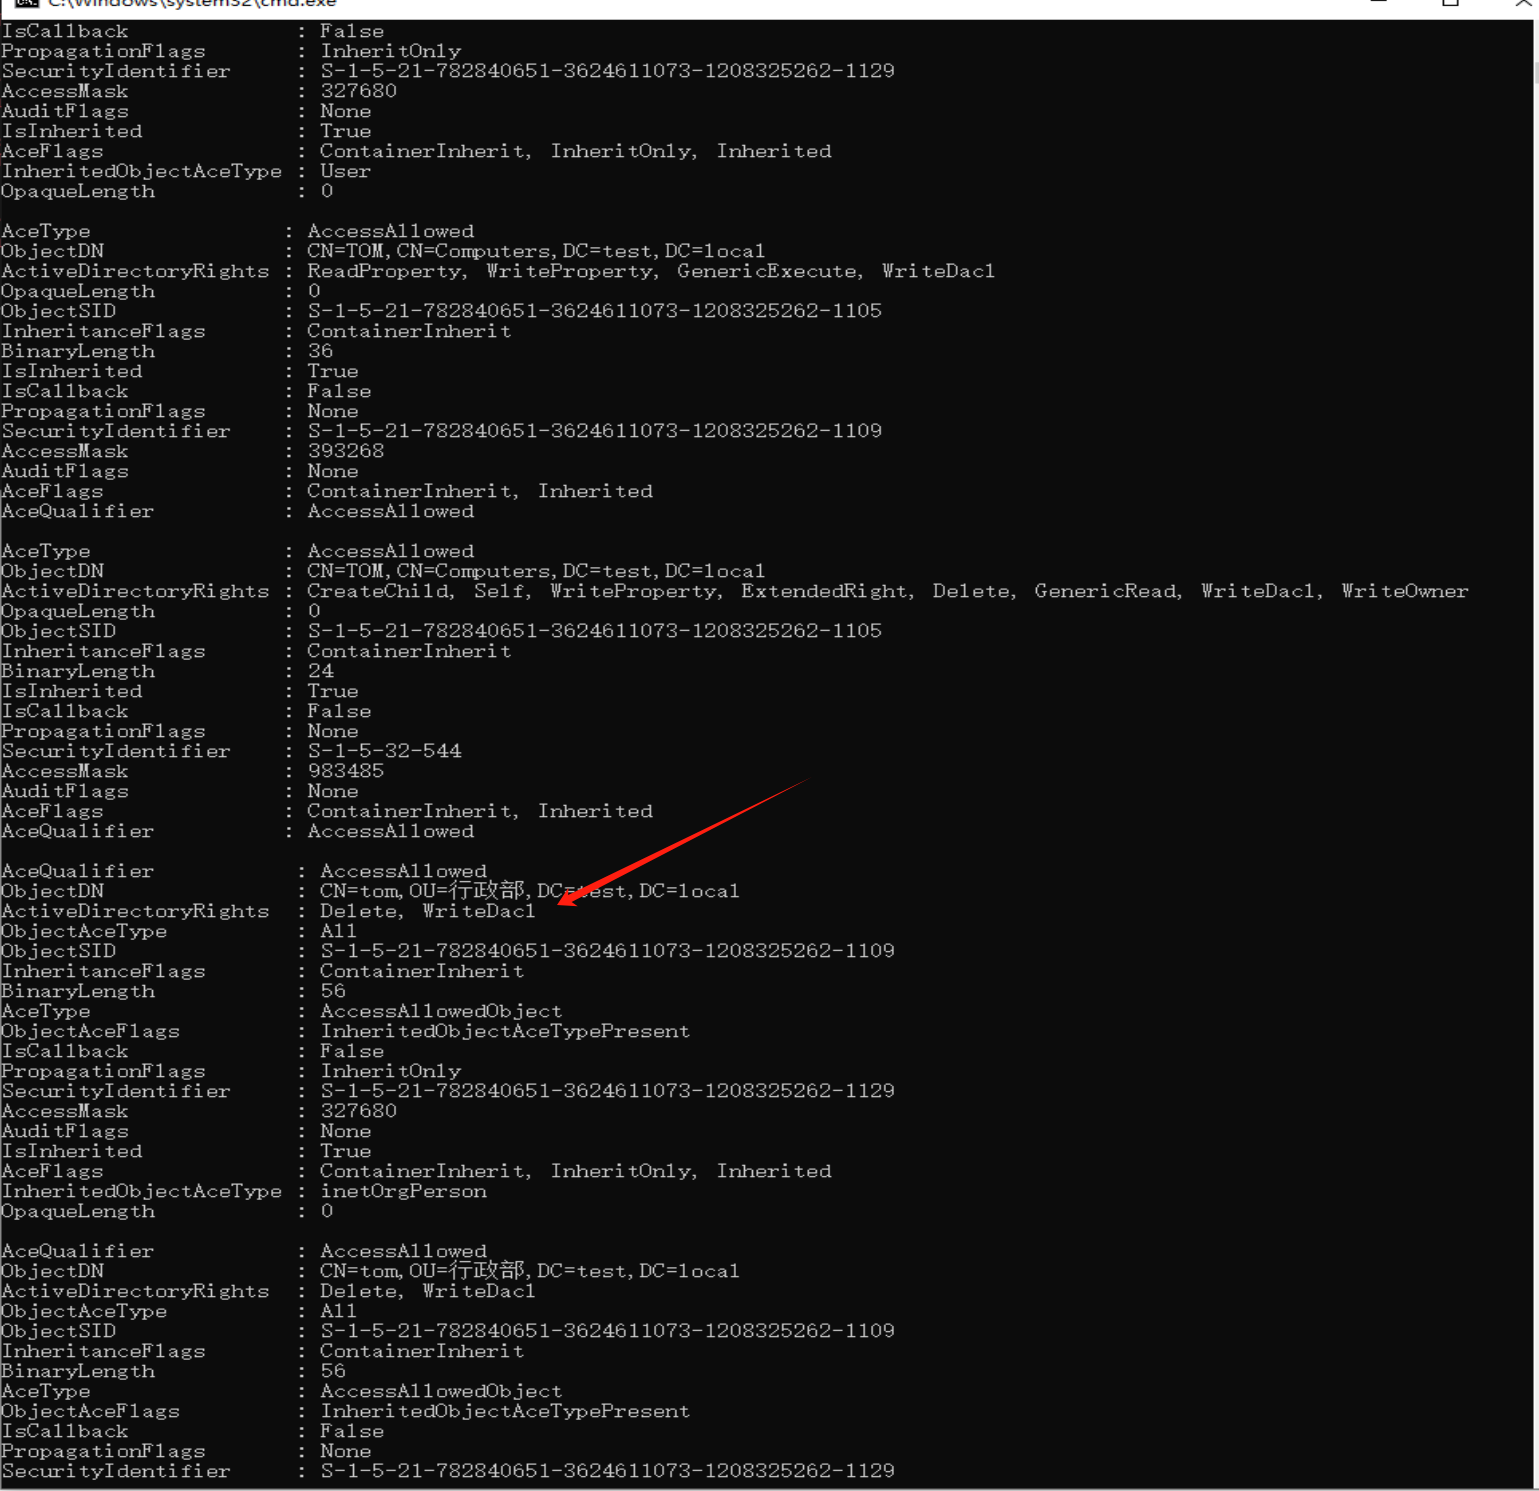 C:\Windows\system32\cmd.exe
IsCallback             : False
PropagationFlags       : InheritOnly
SecurityIdentifier     : S-1-5-21-782840651-3624611073-1208325262-1129
AccessMask             : 327680
AuditFlags             : None
IsInherited            : True
AceFlags               : ContainerInherit, InheritOnly, Inherited
InheritedObjectAceType : User
OpaqueLength           : 0
AceType               : AccessAllowed
ObjectDN              : CN=TOM,CN=Computers,DC=test,DC=local
ActiveDirectoryRights : ReadProperty, WriteProperty, GenericExecute, WriteDacl
OpaqueLength          : 0
ObjectSID             : S-1-5-21-782840651-3624611073-1208325262-1105
InheritanceFlags      : ContainerInherit
BinaryLength          : 36
IsInherited           : True
IsCallback            : False
PropagationFlags      : None
SecurityIdentifier    : S-1-5-21-782840651-3624611073-1208325262-1109
AccessMask            : 393268
AuditFlags            : None
AceFlags              : ContainerInherit, Inherited
AceQualifier          : AccessAllowed
AceType               : AccessAllowed
ObjectDN              : CN=TOM,CN=Computers,DC=test,DC=local
ActiveDirectoryRights : CreateChild, Self, WriteProperty, ExtendedRight, Delete, GenericRead, WriteDacl, WriteOwner
OpaqueLength          : 0
ObjectSID             : S-1-5-21-782840651-3624611073-1208325262-1105
InheritanceFlags      : ContainerInherit
BinaryLength          : 24
IsInherited           : True
IsCallback            : False
PropagationFlags      : None
SecurityIdentifier    : S-1-5-32-544
AccessMask            : 983485
AuditFlags            : None
AceFlags              : ContainerInherit, Inherited
AceQualifier          : AccessAllowed
AceQualifier           : AccessAllowed
ObjectDN               : CN=tom,OU=行政部,DC=test,DC=local
ActiveDirectoryRights  : Delete, WriteDacl
ObjectAceType          : All
ObjectSID              : S-1-5-21-782840651-3624611073-1208325262-1109
InheritanceFlags       : ContainerInherit
BinaryLength           : 56
AceType                : AccessAllowedObject
ObjectAceFlags         : InheritedObjectAceTypePresent
IsCallback             : False
PropagationFlags       : InheritOnly
SecurityIdentifier     : S-1-5-21-782840651-3624611073-1208325262-1129
AccessMask             : 327680
AuditFlags             : None
IsInherited            : True
AceFlags               : ContainerInherit, InheritOnly, Inherited
InheritedObjectAceType : inetOrgPerson
OpaqueLength           : 0
AceQualifier           : AccessAllowed
ObjectDN               : CN=tom,OU=行政部,DC=test,DC=local
ActiveDirectoryRights  : Delete, WriteDacl
ObjectAceType          : All
ObjectSID              : S-1-5-21-782840651-3624611073-1208325262-1109
InheritanceFlags       : ContainerInherit
BinaryLength           : 56
AceType                : AccessAllowedObject
ObjectAceFlags         : InheritedObjectAceTypePresent
IsCallback             : False
PropagationFlags       : None
SecurityIdentifier     : S-1-5-21-782840651-3624611073-1208325262-1129